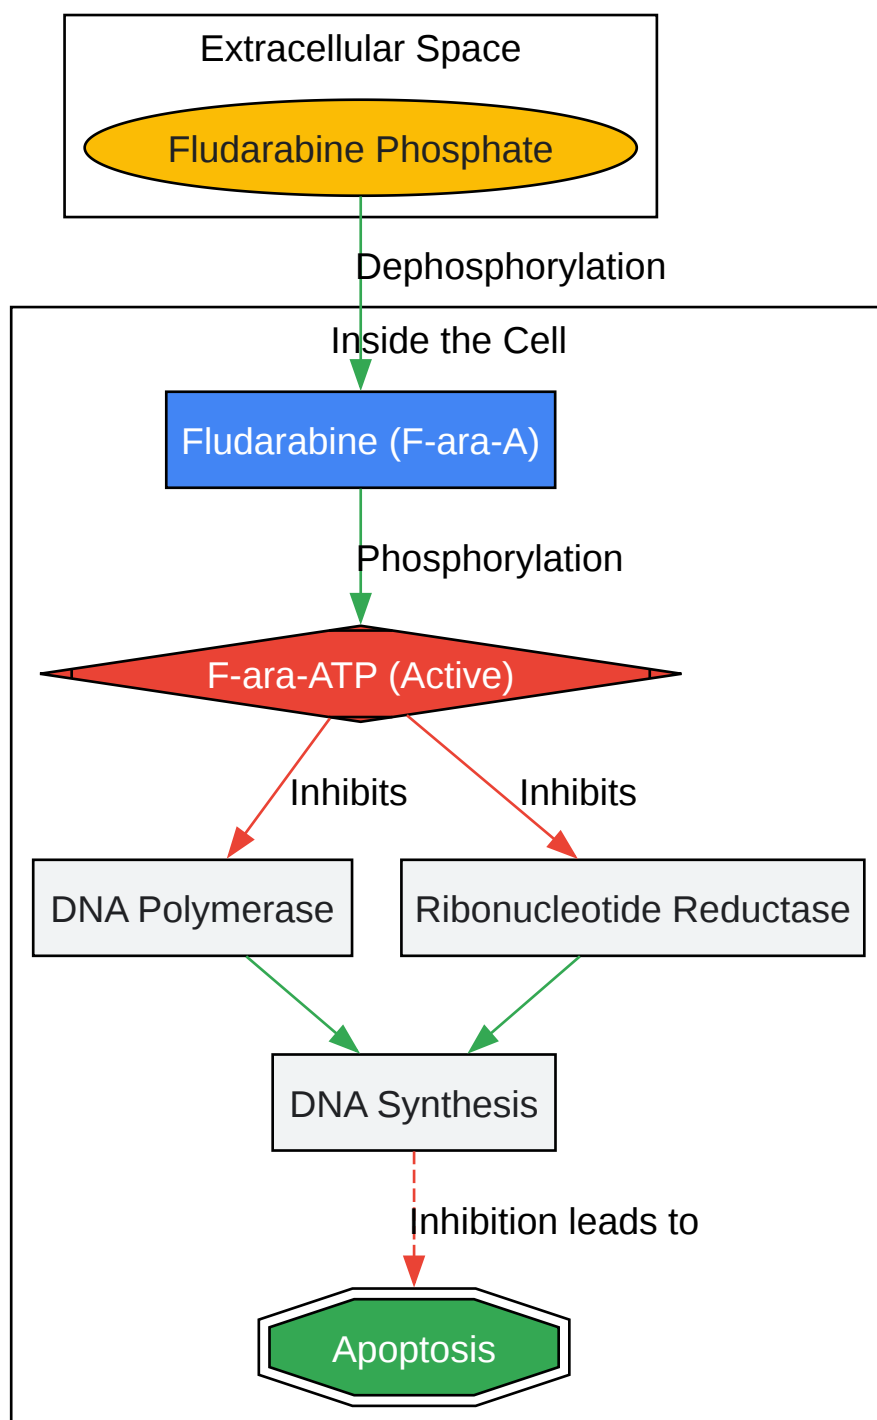 Extracellular Space
Fludarabine Phosphate
Dephosphorylation
Inside the Cell
Fludarabine (F-ara-A)
Phosphorylation
F-ara-ATP (Active)
Inhibits
Inhibits
DNA Polymerase
Ribonucleotide Reductase
DNA Synthesis
Inhibition leads to
Apoptosis